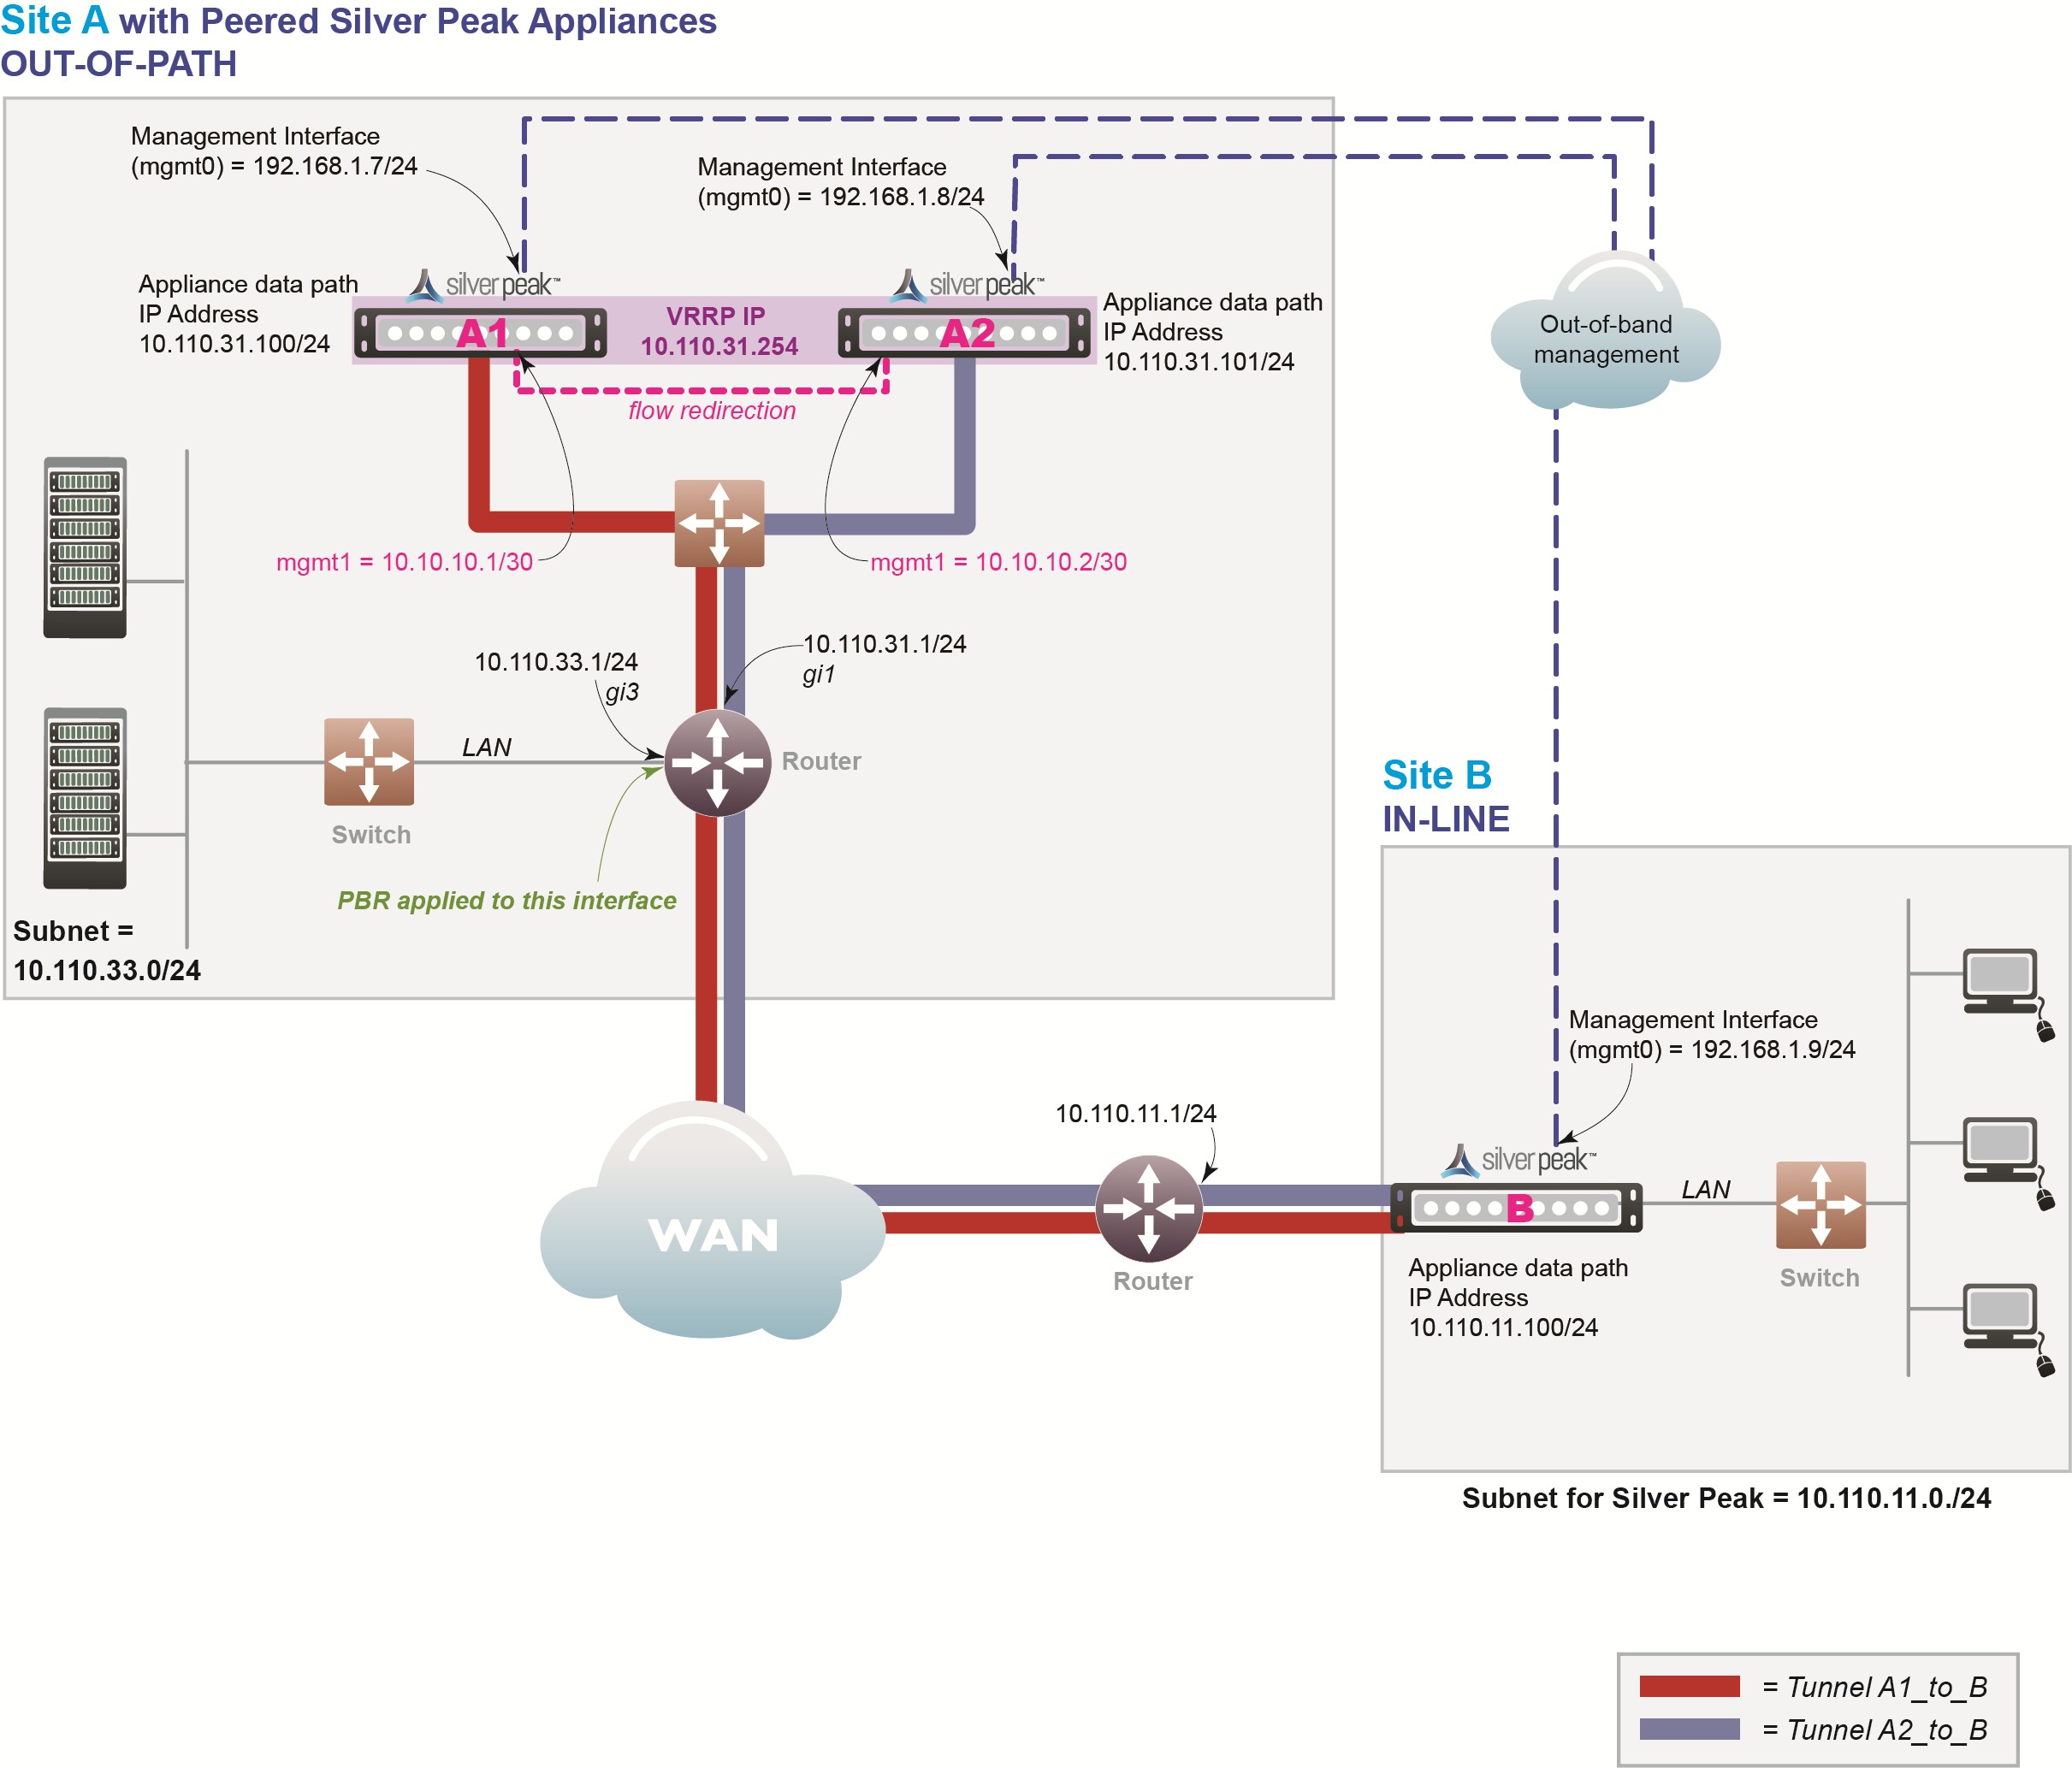 Site A with Peered Silver Peak Appliances
OUT-OF-PATH
Management Interface
(mgmt0) = 192.168.1.7/24
Management Interface
(mgmt0) = 192.168.1.8/24
silver peak™
silver peak™
Appliance data path
IP Address
10.110.31.100/24
A1
VRRP IP
10.110.31.254
A2
Appliance data path
IP Address
10.110.31.101/24
Out-of-band
management
flow redirection
mgmt1 = 10.10.10.1/30
mgmt1 = 10.10.10.2/30
10.110.33.1/24
gi3
10.110.31.1/24
gi1
LAN
Router
Switch
PBR applied to this interface
Subnet =
10.110.33.0/24
Site B
IN-LINE
Management Interface
(mgmt0) = 192.168.1.9/24
10.110.11.1/24
silver peak™
WAN
B
LAN
Router
Switch
Appliance data path
IP Address
10.110.11.100/24
Subnet for Silver Peak = 10.110.11.0./24
= Tunnel A1_to_B
= Tunnel A2_to_B